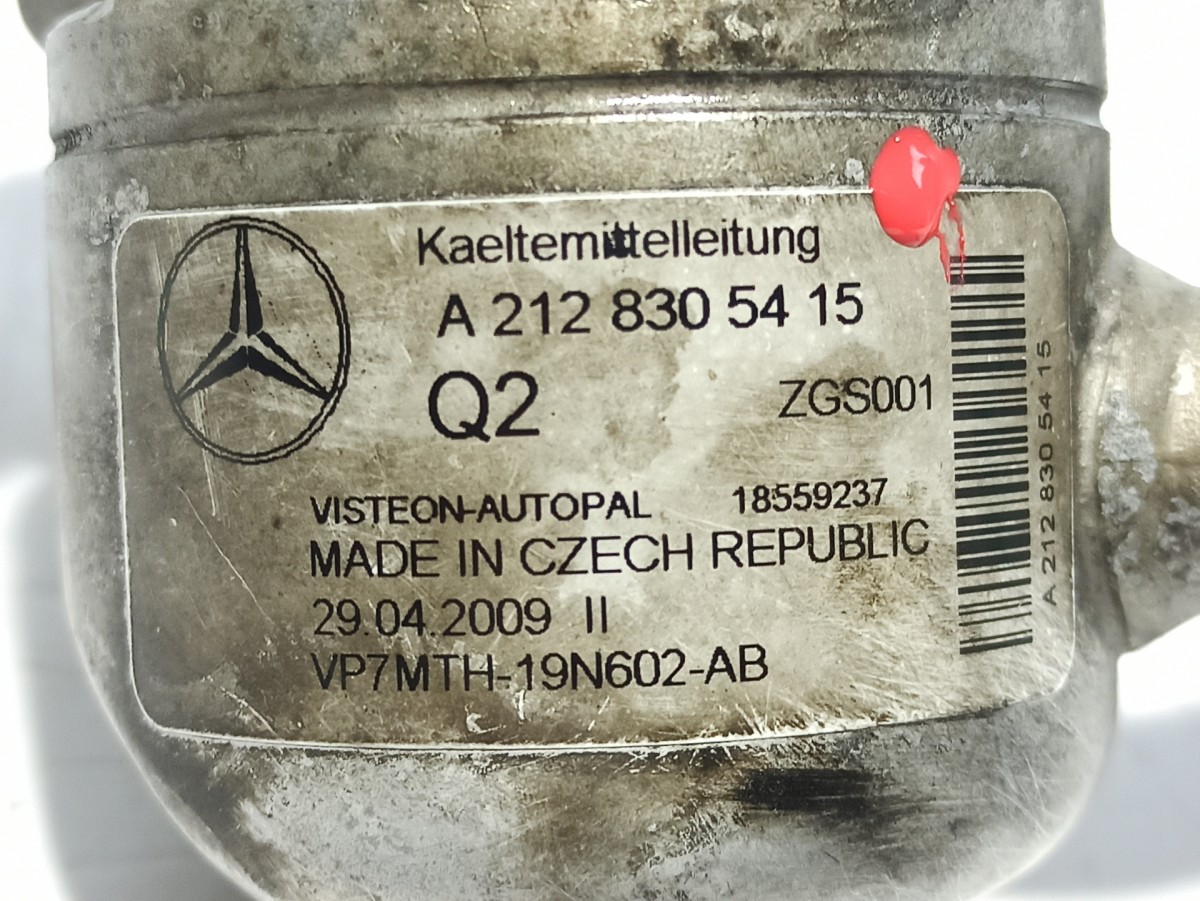 Kaeltemittelleitung
A 212 830 54 15
Q2
ZGS001
VISTEON-AUTOPAL 18559237
MADE IN CZECH REPUBLIC
29.04.2009 II
VP7MTH-19N602-AB
A 212 830 54 15